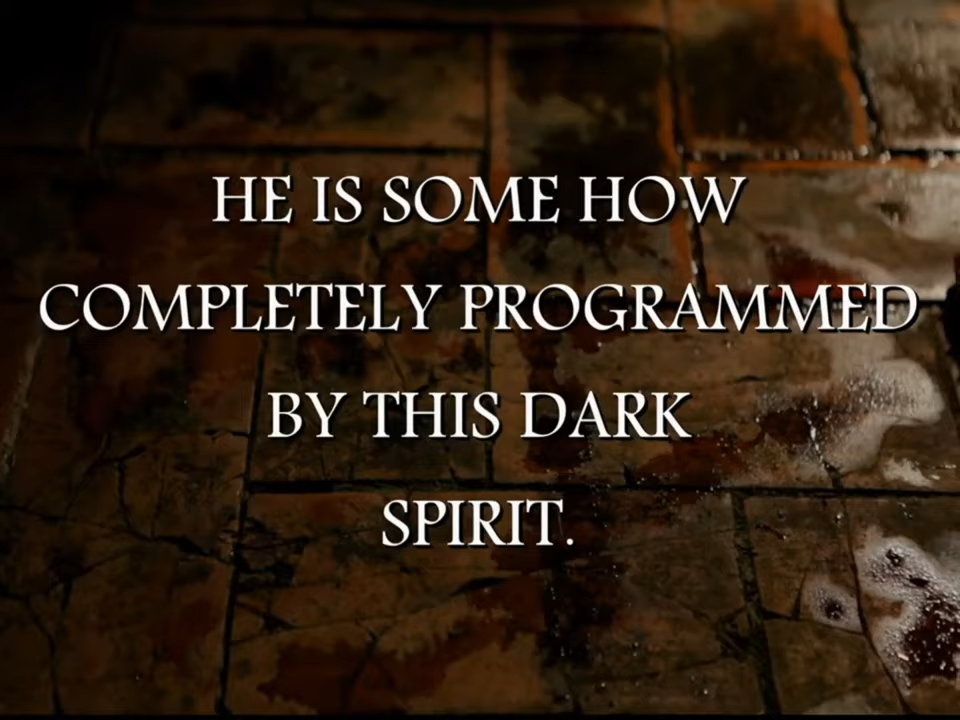 HE IS SOME HOW
COMPLETELY PROGRAMMED
BY THIS DARK
SPIRIT.